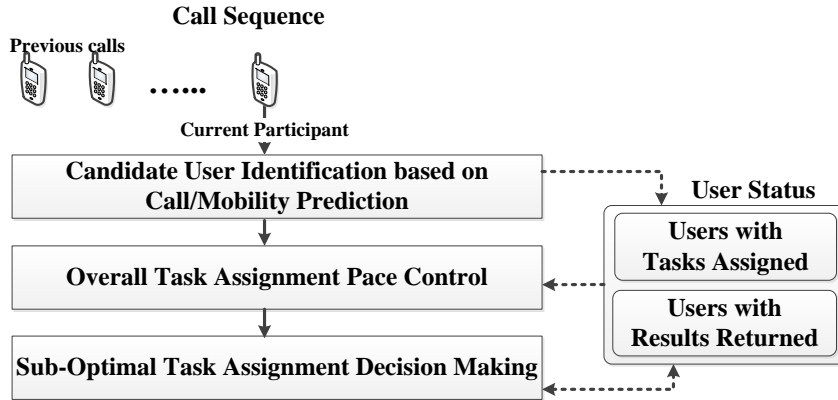 Call Sequence
Previous calls
…...
Current Participant
Candidate User Identification based on
Call/Mobility Prediction
User Status
Users with
Tasks Assigned
Overall Task Assignment Pace Control
Users with
Results Returned
Sub-Optimal Task Assignment Decision Making